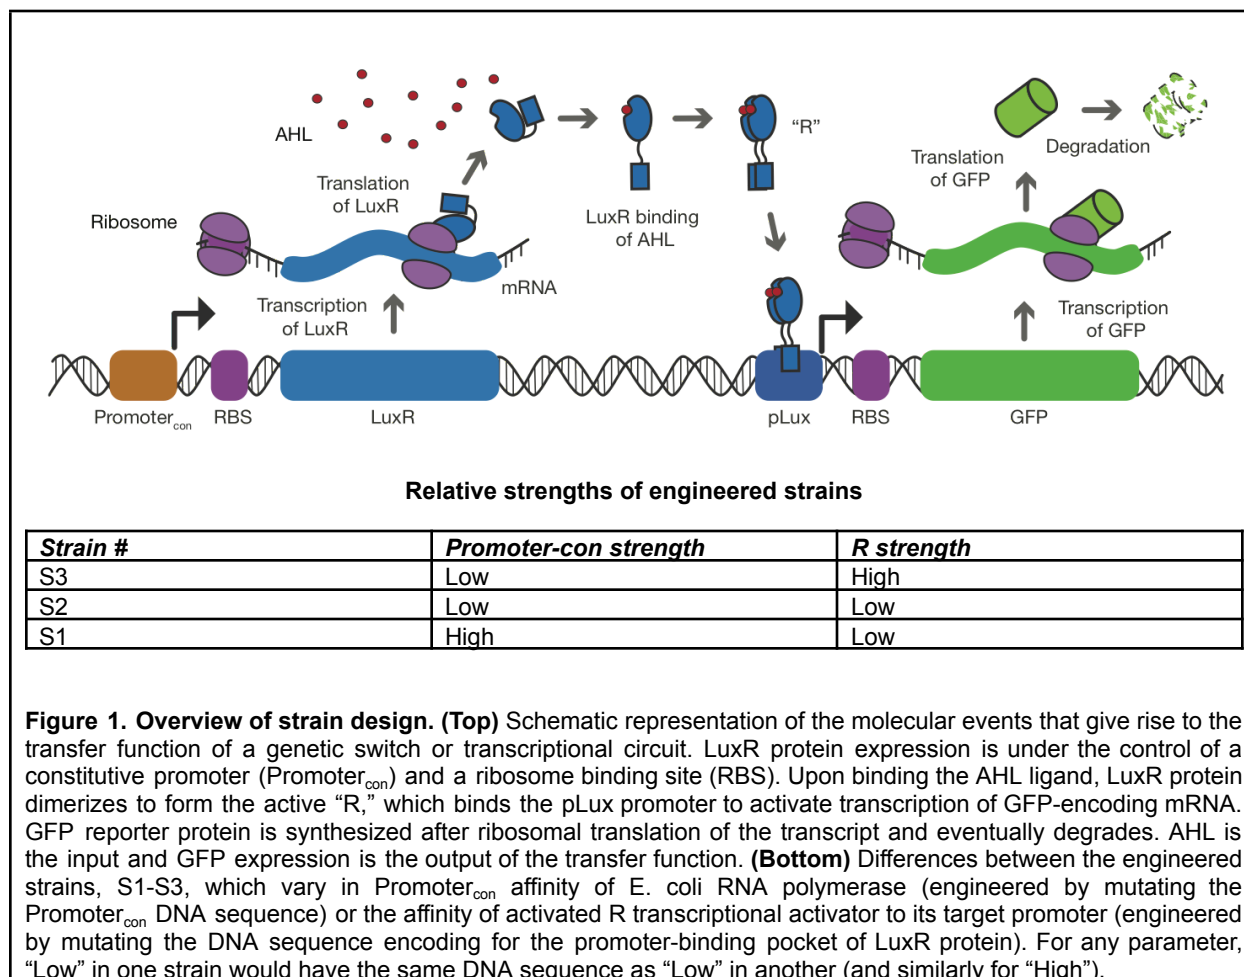 AHL
"R"
Translation
of LuxR
LuxR binding
of AHL
Translation
of GFP
Degradation
Ribosome
mRNA
Transcription
of LuxR
Transcription
of GFP
Promoter con
RBS
LuxR
pLux
RBS
GFP
Relative strengths of engineered strains
Strain # Promoter-con strength R strength
S3 Low High
S2 Low Low
S1 High Low
Figure 1. Overview of strain design. (Top) Schematic representation of the molecular events that give rise to the
transfer function of a genetic switch or transcriptional circuit. LuxR protein expression is under the control of a
constitutive promoter (Promoter con) and a ribosome binding site (RBS). Upon binding the AHL ligand, LuxR protein
dimerizes to form the active “R,” which binds the pLux promoter to activate transcription of GFP-encoding mRNA.
GFP reporter protein is synthesized after ribosomal translation of the transcript and eventually degrades. AHL is
the input and GFP expression is the output of the transfer function. (Bottom) Differences between the engineered
strains, S1-S3, which vary in Promoter con affinity of E. coli RNA polymerase (engineered by mutating the
Promoter con DNA sequence) or the affinity of activated R transcriptional activator to its target promoter (engineered
by mutating the DNA sequence encoding for the promoter-binding pocket of LuxR protein). For any parameter,
“Low” in one strain would have the same DNA sequence as “Low” in another (and similarly for “High”).